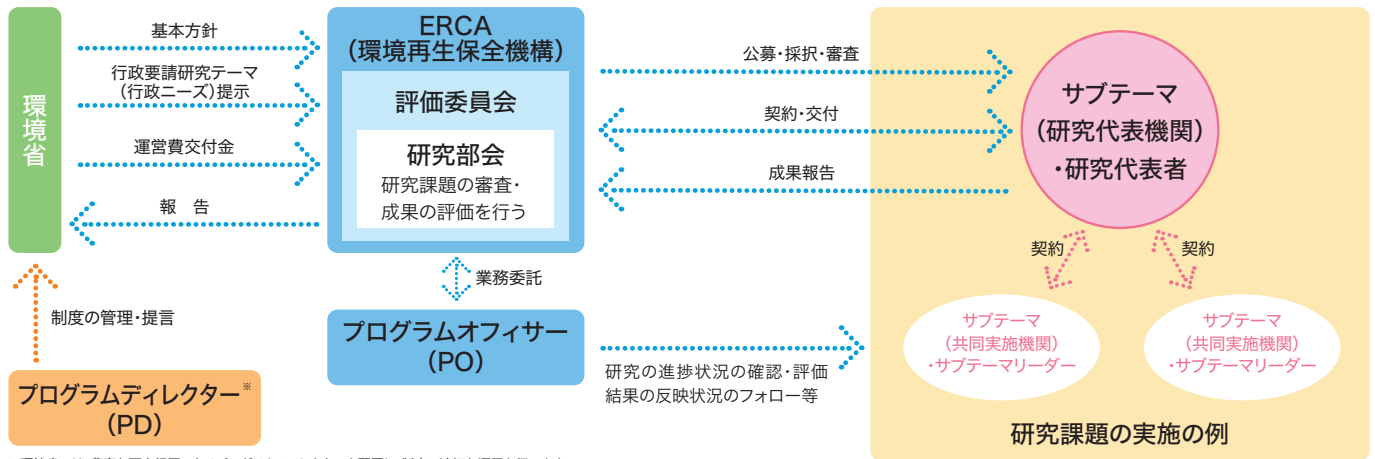 環境省
基本方針
行政要請研究テーマ
(行政ニーズ)提示
運営費交付金
報 告
ERCA
(環境再生保全機構)
評価委員会
研究部会
研究課題の審査・
成果の評価を行う
公募・採択・審査
契約・交付
成果報告
サブテーマ
(研究代表機関)
・研究代表者
契約
契約
サブテーマ
(共同実施機関)
・サブテーマリーダー
サブテーマ
(共同実施機関)
・サブテーマリーダー
研究課題の実施の例
業務委託
プログラムオフィサー
(PO)
研究の進捗状況の確認・評価
結果の反映状況のフォロー等
制度の管理・提言
プログラムディレクター※
(PD)